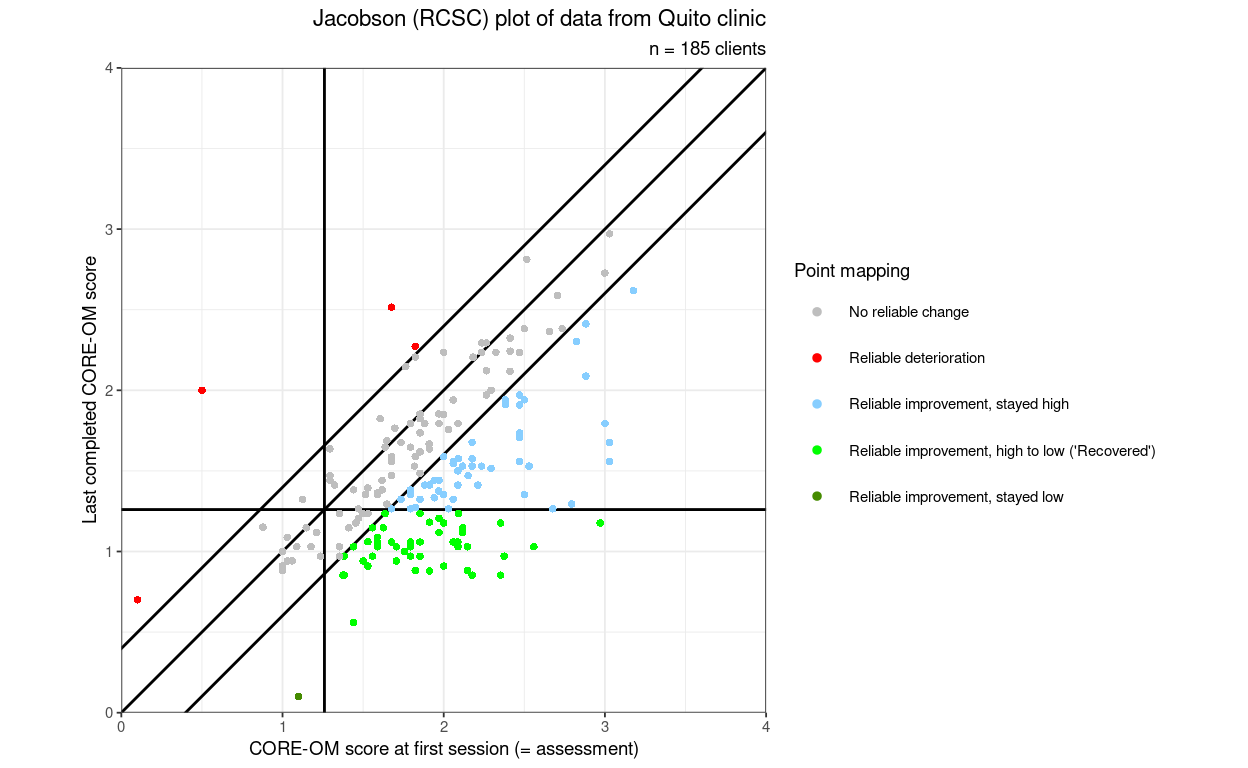 Jacobson (RCSC) plot of data from Quito clinic
n = 185 clients
4
3
2
1
0
Last completed CORE-OM score
0 1 2 3 4
CORE-OM score at first session (= assessment)
Point mapping
No reliable change
Reliable deterioration
Reliable improvement, stayed high
Reliable improvement, high to low ('Recovered')
Reliable improvement, stayed low